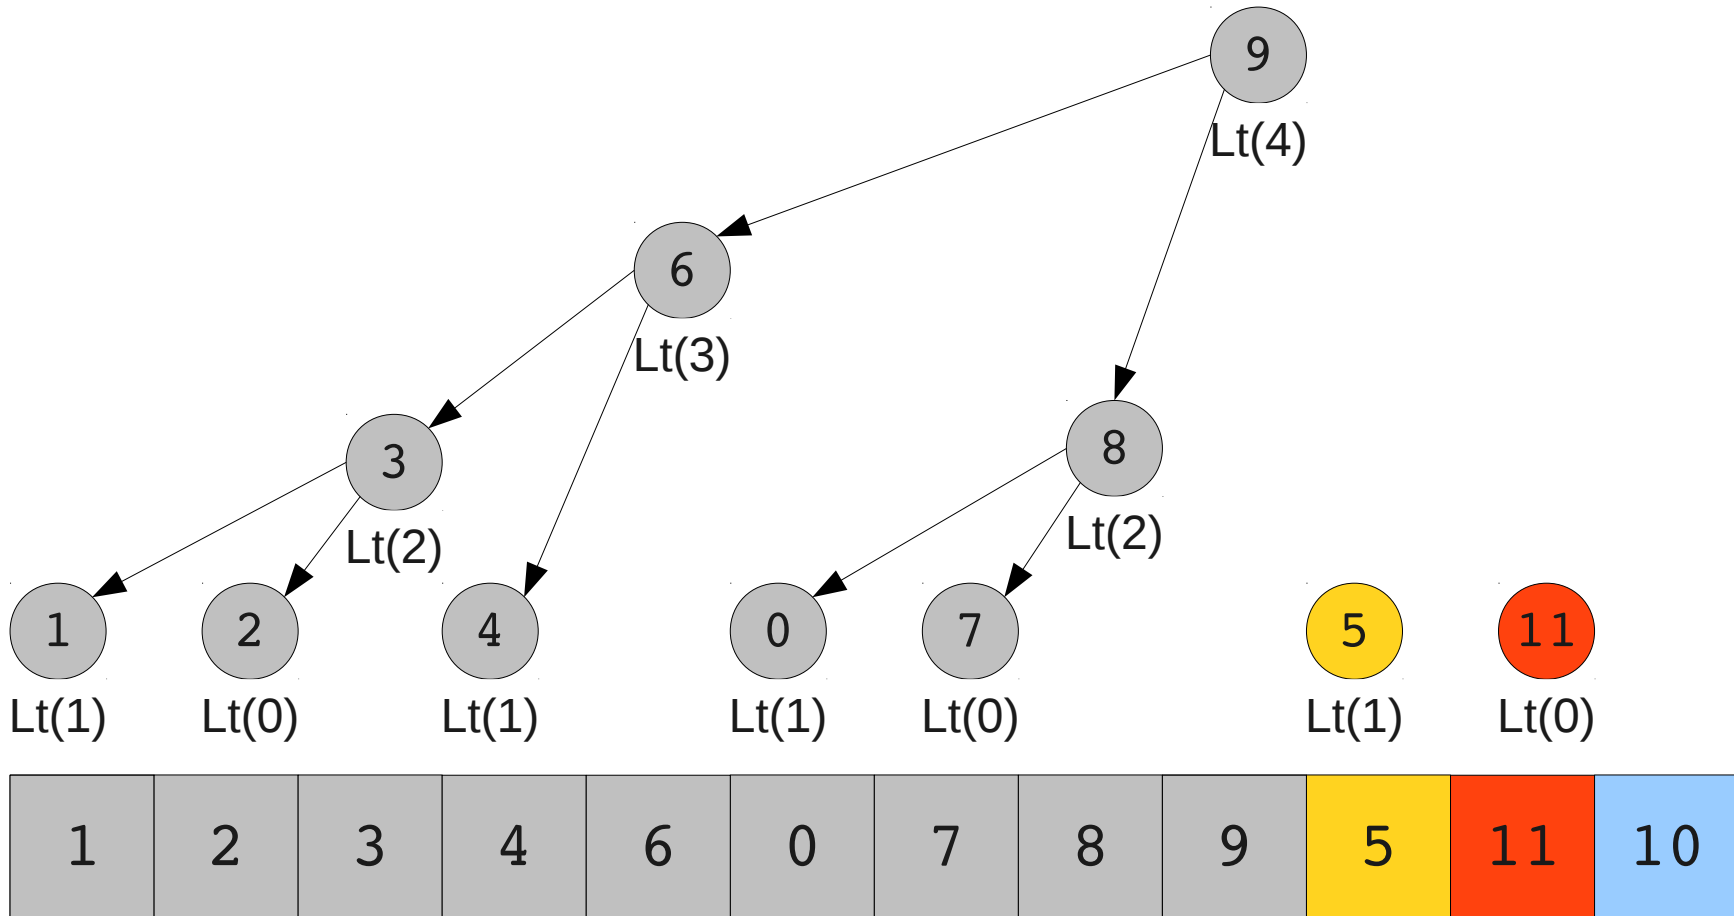 9
Lt(4)
6
Lt(3)
3
Lt(2)
8
Lt(2)
1 2 4 0 7 5 11
Lt(1) Lt(0) Lt(1) Lt(1) Lt(0) Lt(1) Lt(0)
1 2 3 4 6 0 7 8 9 5 11 10